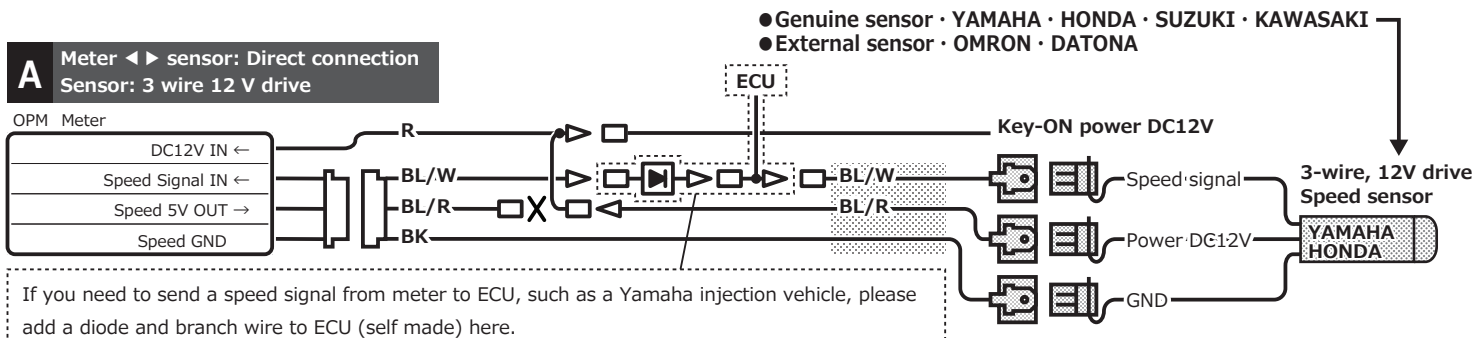 ●Genuine sensor・YAMAHA・HONDA・SUZUKI・KAWASAKI
●External sensor・OMRON・DATONA
A
Meter ◀ ▶ sensor: Direct connection
Sensor: 3 wire 12 V drive
ECU
OPM Meter
R
Key-ON power DC12V
DC12V IN ←
Speed Signal IN ←
BL/W
BL/W
Speed signal
3-wire, 12V drive
Speed sensor
Speed 5V OUT →
BL/R
X
BL/R
Speed GND
BK
Power DC12V
YAMAHA
HONDA
GND
If you need to send a speed signal from meter to ECU, such as a Yamaha injection vehicle, please
add a diode and branch wire to ECU (self made) here.